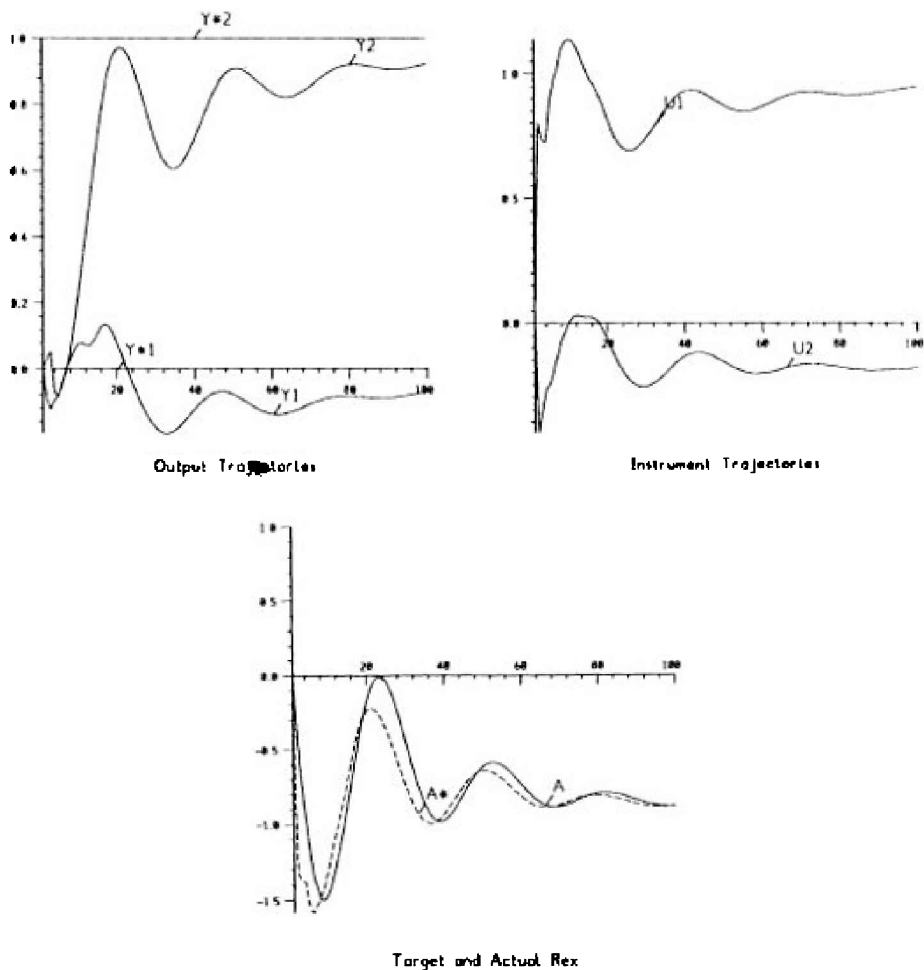 Y*2
1.0
Y2
0.8
0.6
0.4
0.2
Y*1
0.0
20
40
60
80
100
Y1
Output Trajectories
1.0
U1
0.5
0.0
20
40
60
80
100
U2
Instrument Trajectories
1.0
0.5
20
40
60
80
100
0.0
-0.5
A*
A
-1.0
-1.5
Target and Actual Rex